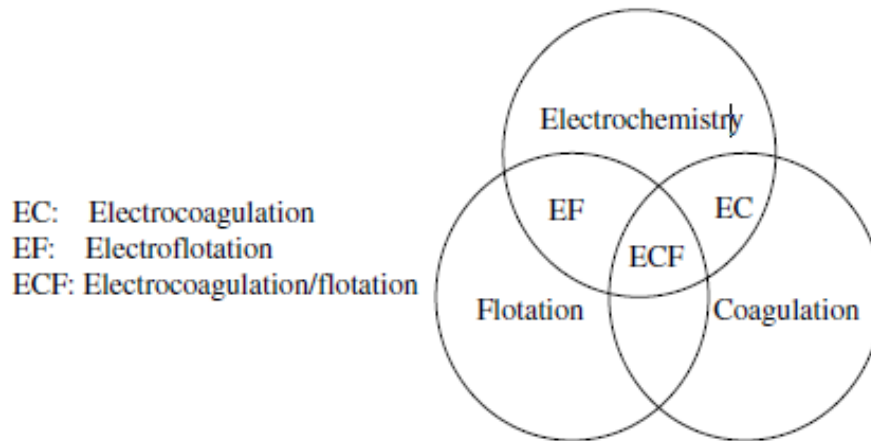 Electrochemistry
EC: Electrocoagulation
EF: Electroflotation
ECF: Electrocoagulation/flotation
EF
EC
ECF
Flotation
Coagulation